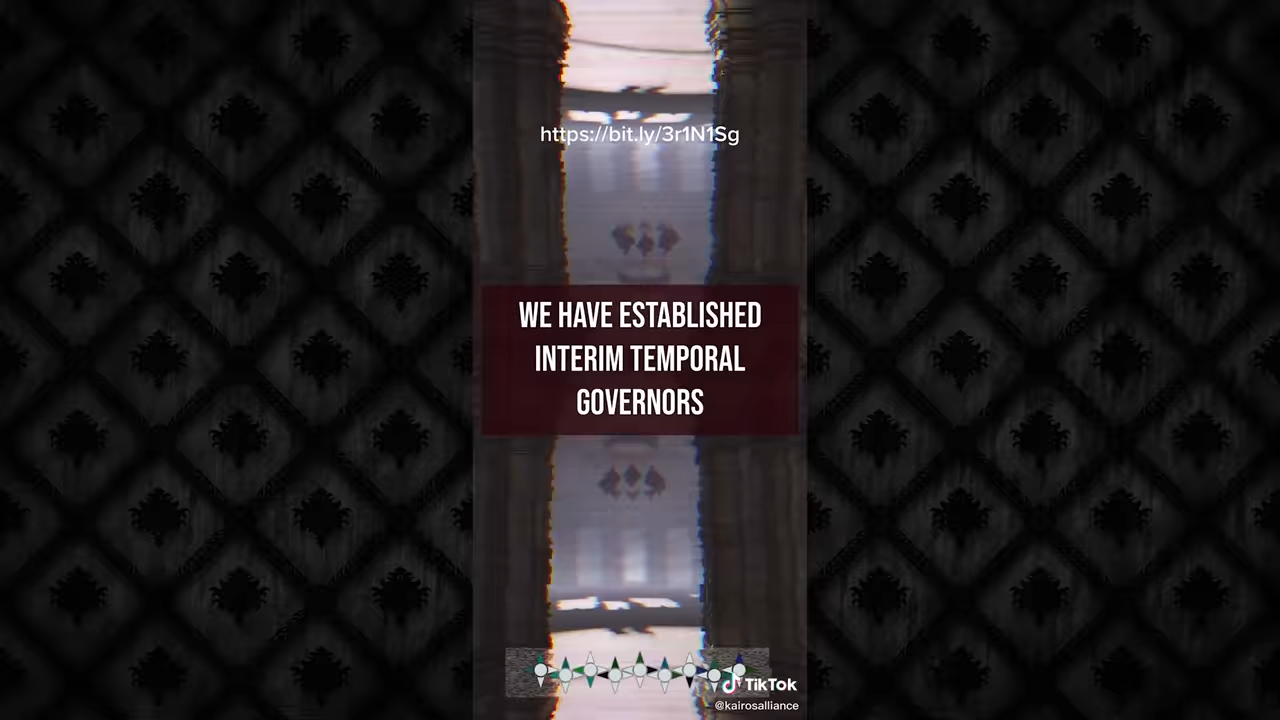 https://bit.ly/3r1N1Sg
WE HAVE ESTABLISHED
INTERIM TEMPORAL
GOVERNORS
TikTok
@kairosalliance